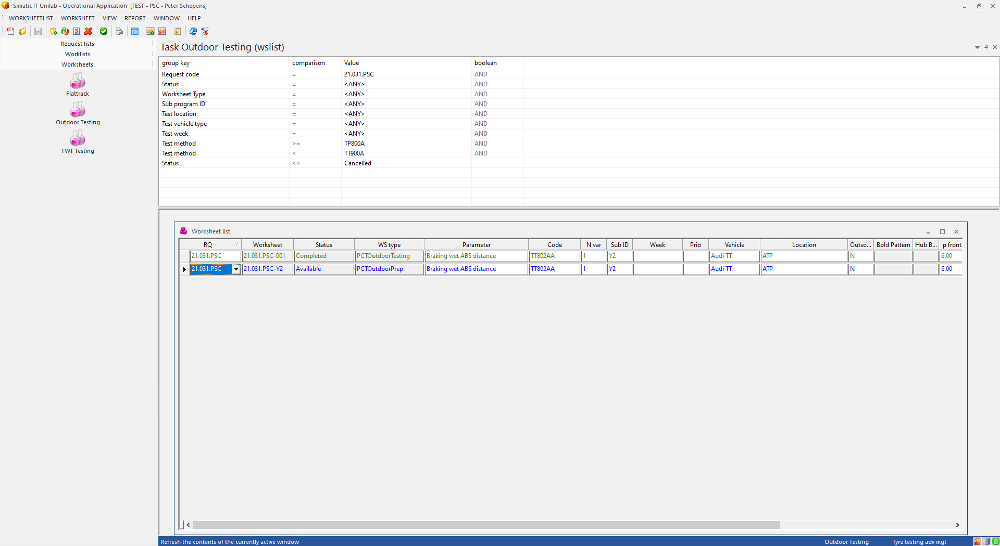 Simatic IT Unilab - Operational Application [TEST - PSC - Peter Schepens]
WORKSHEETLIST WORKSHEET VIEW REPORT WINDOW HELP
Request lists
Worklists
Worksheets
Flattrack
Outdoor Testing
TWT Testing
Task Outdoor Testing (wslist)
group key comparison Value boolean
Request code = 21.031.PSC AND
Status = <ANY> AND
Worksheet Type = <ANY> AND
Sub program ID = <ANY> AND
Test location = <ANY> AND
Test vehicle type = <ANY> AND
Test week = <ANY> AND
Test method >= TP800A AND
Test method < TT900A AND
Status <> Cancelled
Worksheet list
RQ Worksheet Status WS type Parameter Code N var Sub ID Week Prio Vehicle Location Outso... Bold Pattern Hub B... p front
21.031.PSC 21.031.PSC-001 Completed PCTOutdoorTesting Braking wet ABS distance TT802AA 1 Y2 Audi TT ATP N 6.00
21.031.PSC 21.031.PSC-Y2 Available PCTOutdoorPrep Braking wet ABS distance TT802AA 1 Y2 Audi TT ATP N 6.00
Refresh the contents of the currently active window Outdoor Testing Tyre testing adv mgt